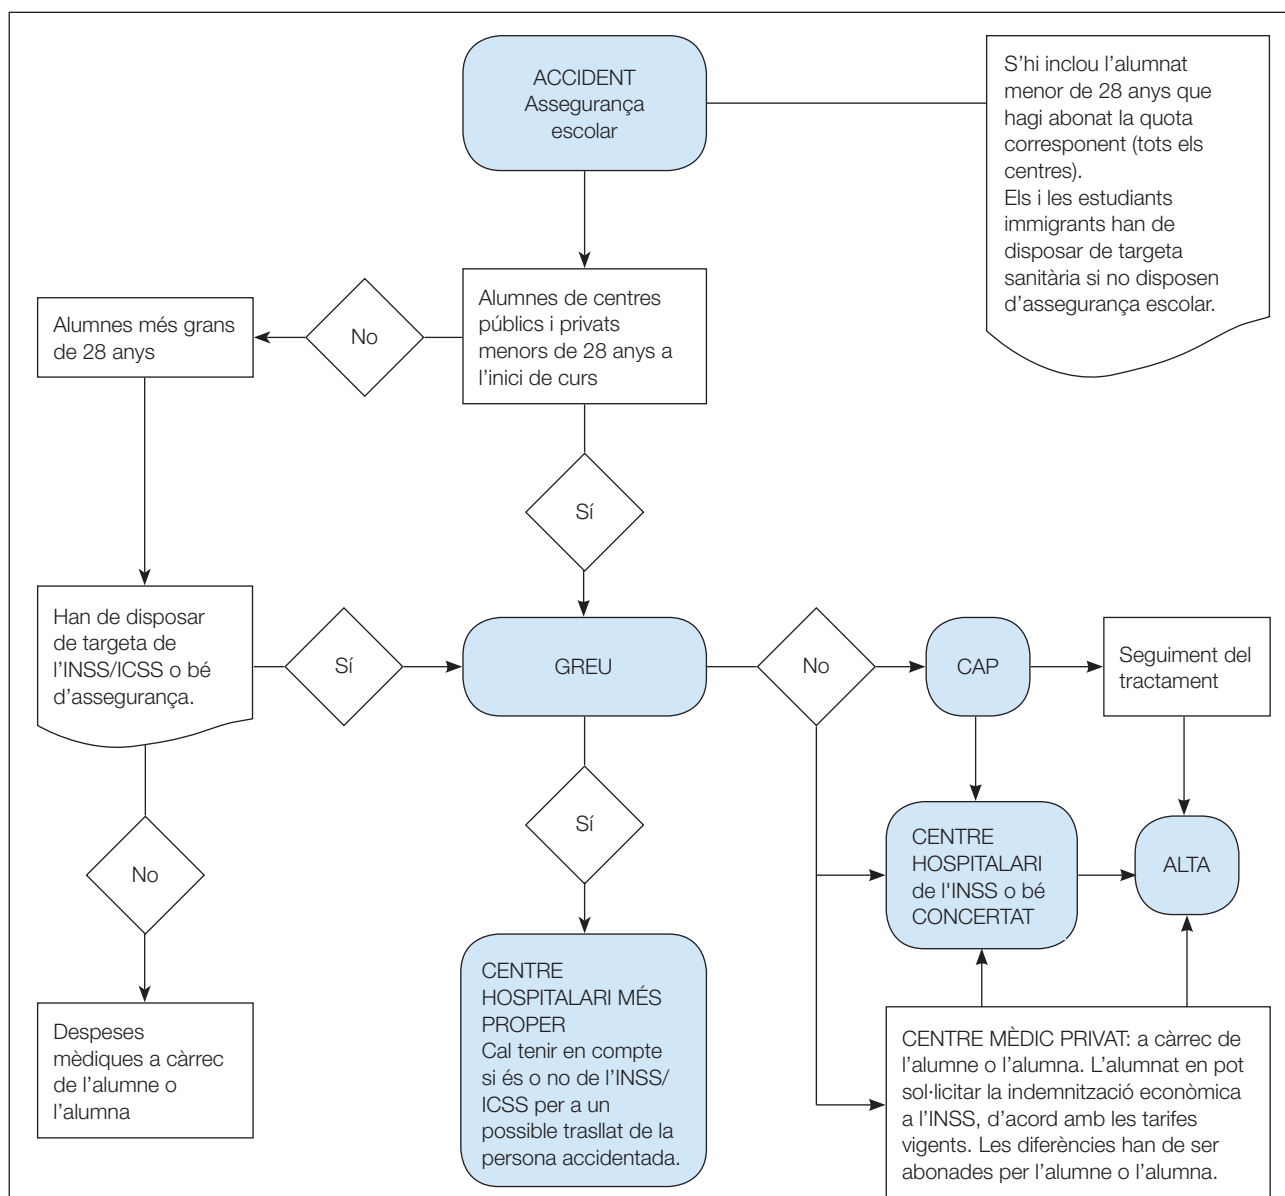 ACCIDENT
Assegurança
escolar
S’hi inclou l’alumnat
menor de 28 anys que
hagi abonat la quota
corresponent (tots els
centres).
Els i les estudiants
immigrants han de
disposar de targeta
sanitària si no disposen
d’assegurança escolar.
Alumnes més grans
de 28 anys
No
Alumnes de centres
públics i privats
menors de 28 anys a
l’inici de curs
Sí
Han de disposar
de targeta de
l’INSS/ICSS o bé
d’assegurança.
Sí
GREU
No
CAP
Seguiment del
tractament
No
Sí
CENTRE
HOSPITALARI
de l'INSS o bé
CONCERTAT
ALTA
Despeses
mèdiques a càrrec
de l’alumne o
l’alumna
CENTRE
HOSPITALARI MÉS
PROPER
Cal tenir en compte
si és o no de l’INSS/
ICSS per a un
possible trasllat de la
persona accidentada.
CENTRE MÈDIC PRIVAT: a càrrec de
l’alumne o l’alumna. L’alumnat en pot
sol·licitar la indemnització econòmica
a l’INSS, d’acord amb les tarifes
vigents. Les diferències han de ser
abonades per l’alumne o l’alumna.